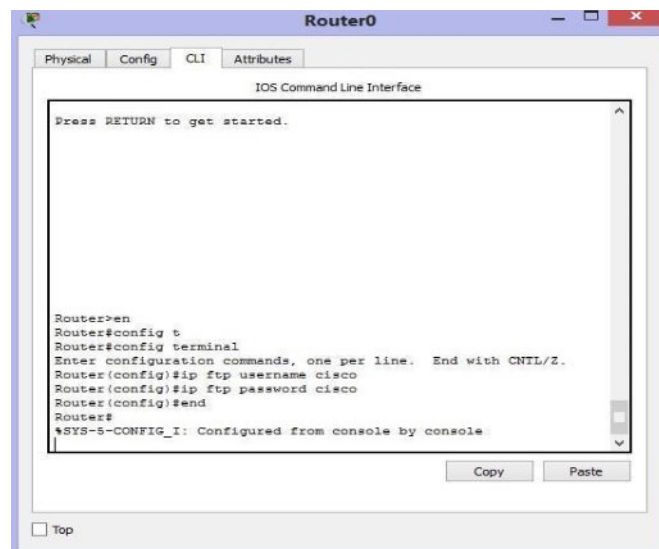 Router0
Physical Config CLI Attributes
IOS Command Line Interface
Press RETURN to get started.
Router>en
Router#config t
Router#config terminal
Enter configuration commands, one per line.  End with CNTL/Z.
Router(config)#ip ftp username cisco
Router(config)#ip ftp password cisco
Router(config)#end
Router#
%SYS-5-CONFIG_I: Configured from console by console
Copy Paste
Top